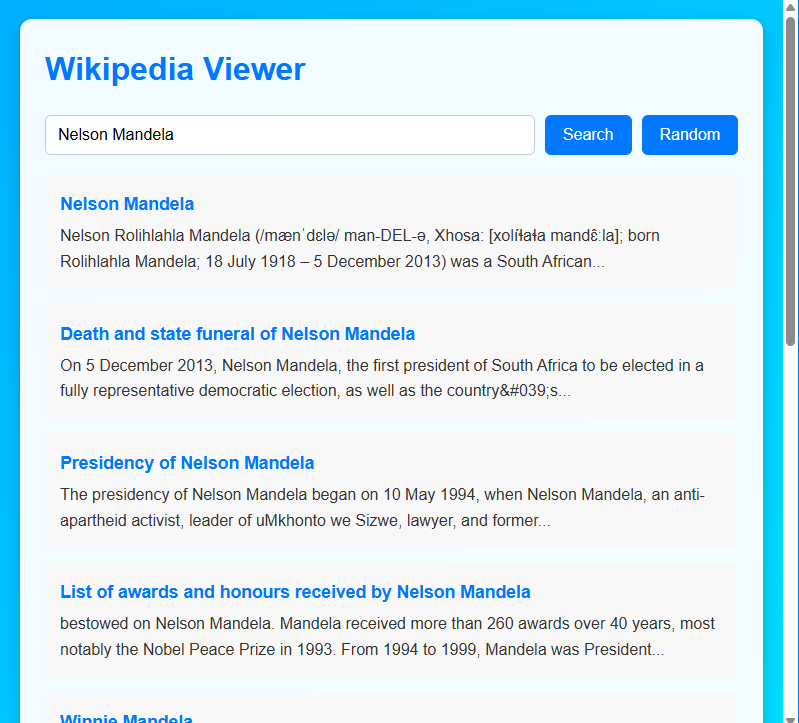 Wikipedia Viewer
Nelson Mandela
Search
Random
Nelson Mandela
Nelson Rolihlahla Mandela (/mænˈdɛlə/ man-DEL-ə, Xhosa: [xolíɬaɬa mandɛ̂ːla]; born
Rolihlahla Mandela; 18 July 1918 – 5 December 2013) was a South African...
Death and state funeral of Nelson Mandela
On 5 December 2013, Nelson Mandela, the first president of South Africa to be elected in a
fully representative democratic election, as well as the country&#039;s...
Presidency of Nelson Mandela
The presidency of Nelson Mandela began on 10 May 1994, when Nelson Mandela, an anti-
apartheid activist, leader of uMkhonto we Sizwe, lawyer, and former...
List of awards and honours received by Nelson Mandela
bestowed on Nelson Mandela. Mandela received more than 260 awards over 40 years, most
notably the Nobel Peace Prize in 1993. From 1994 to 1999, Mandela was President...
Winnie Mandela